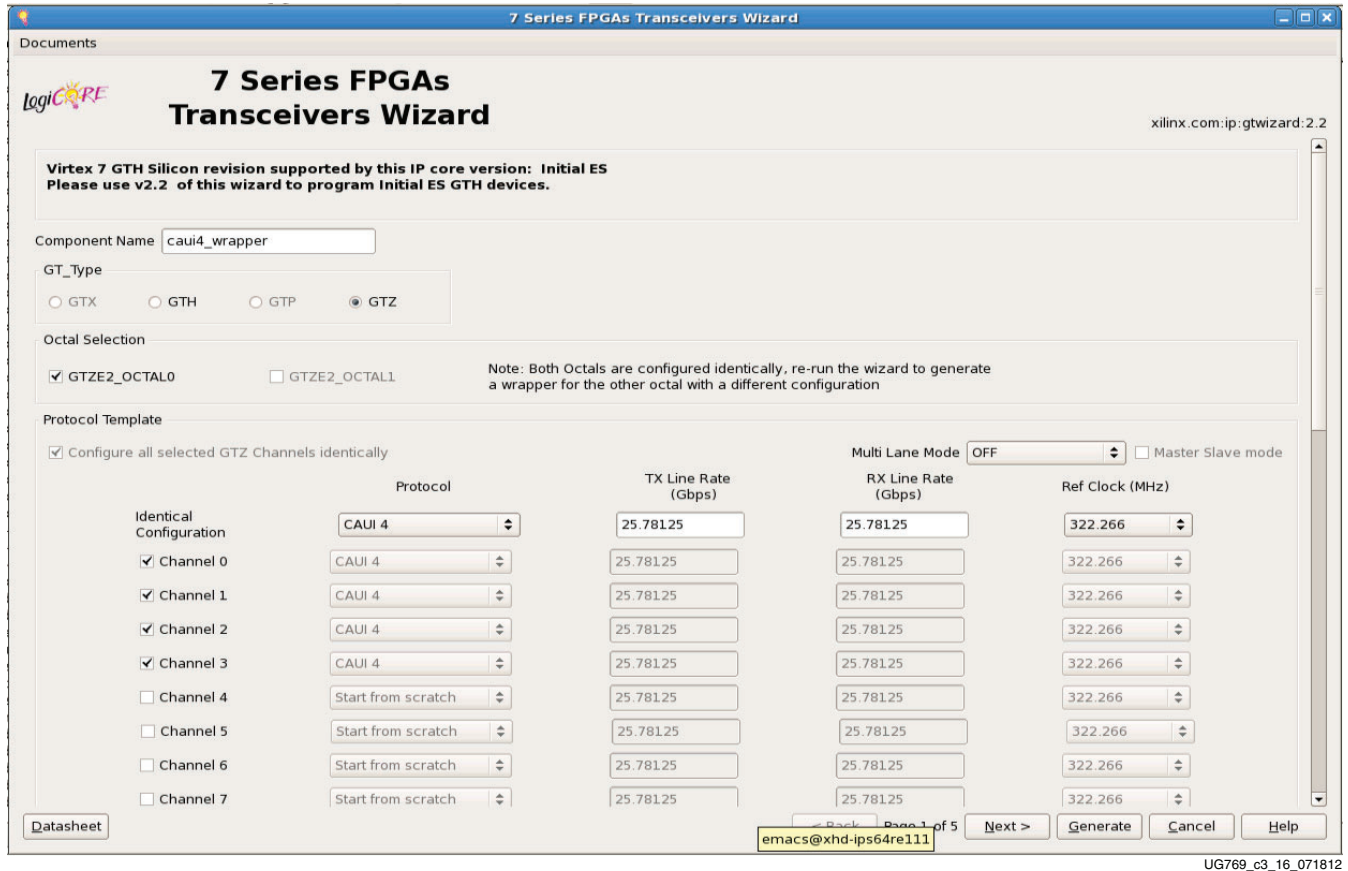 7 Series FPGAs Transceivers Wizard
Documents
LogiCORE
7 Series FPGAs
Transceivers Wizard
xilinx.com:ip:gtwizard:2.2
Virtex 7 GTH Silicon revision supported by this IP core version: Initial ES
Please use v2.2 of this wizard to program Initial ES GTH devices.
Component Name caui4_wrapper
GT_Type
GTX GTH GTP GTZ
Octal Selection
GTZE2_OCTAL0 GTZE2_OCTAL1
Note: Both Octals are configured identically, re-run the wizard to generate
a wrapper for the other octal with a different configuration
Protocol Template
Configure all selected GTZ Channels identically
Multi Lane Mode OFF Master Slave mode
Protocol
TX Line Rate
(Gbps)
RX Line Rate
(Gbps)
Ref Clock (MHz)
Identical
Configuration
CAUI 4 25.78125 25.78125 322.266
Channel 0 CAUI 4 25.78125 25.78125 322.266
Channel 1 CAUI 4 25.78125 25.78125 322.266
Channel 2 CAUI 4 25.78125 25.78125 322.266
Channel 3 CAUI 4 25.78125 25.78125 322.266
Channel 4 Start from scratch 25.78125 25.78125 322.266
Channel 5 Start from scratch 25.78125 25.78125 322.266
Channel 6 Start from scratch 25.78125 25.78125 322.266
Channel 7 Start from scratch 25.78125 25.78125 322.266
Datasheet < Back Page 1 of 5 Next > Generate Cancel Help
emacs@xhd-ips64re111
UG769_c3_16_071812